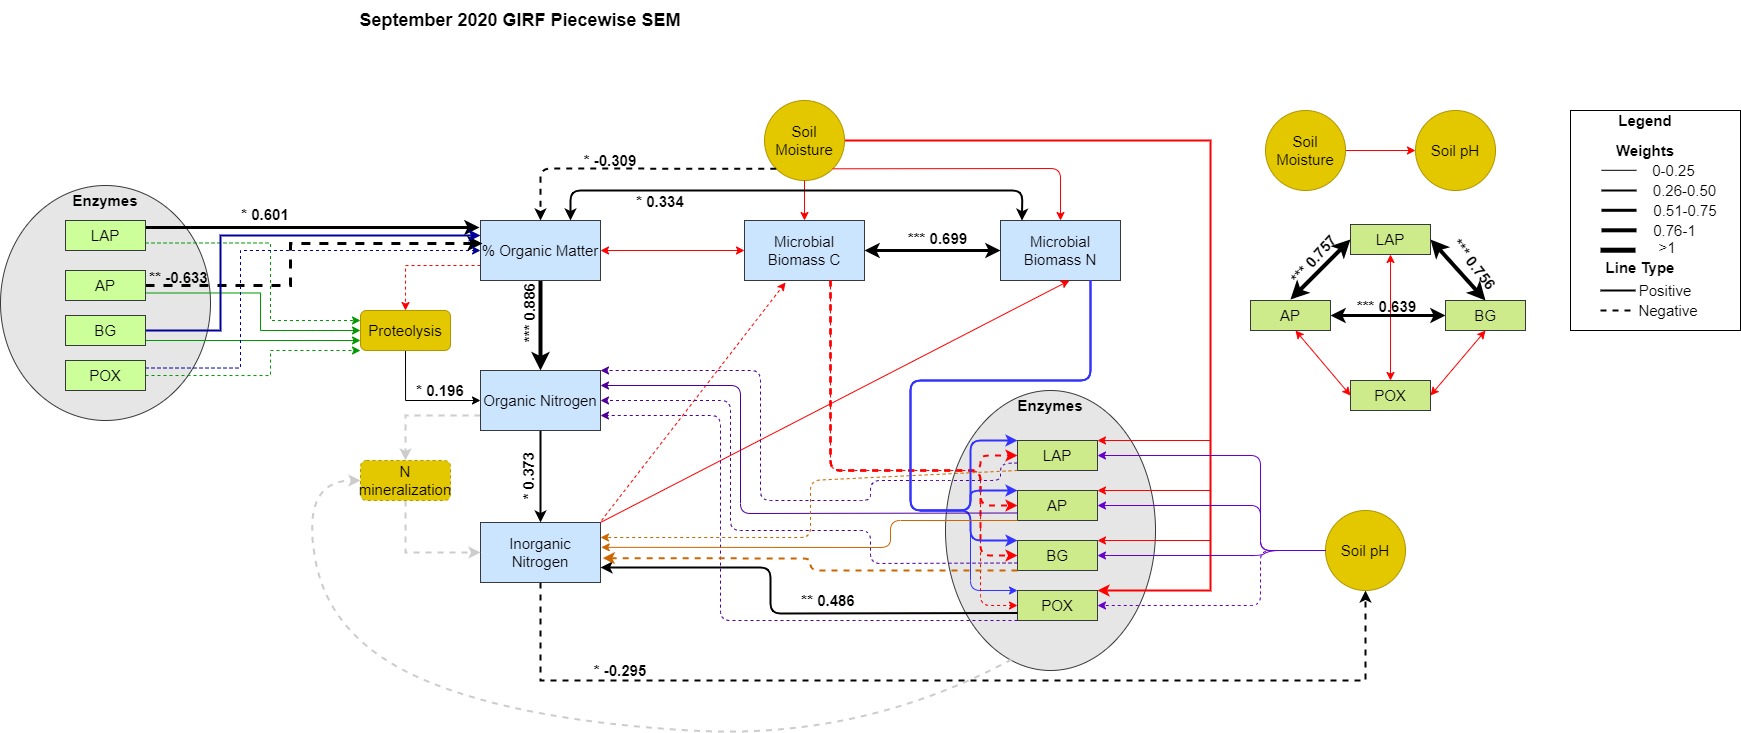 September 2020 GIRF Piecewise SEM
Soil
Moisture
* -0.309
* 0.334
Enzymes
LAP
AP
BG
POX
* 0.601
** -0.633
% Organic Matter
Microbial
Biomass C
*** 0.699
Microbial
Biomass N
Proteolysis
*** 0.886
* 0.196
Organic Nitrogen
N
mineralization
* 0.373
Inorganic
Nitrogen
Enzymes
LAP
AP
BG
POX
** 0.486
* -0.295
Soil pH
Soil
Moisture
Soil pH
LAP
*** 0.757
*** 0.756
AP
*** 0.639
BG
POX
Legend
Weights
0-0.25
0.26-0.50
0.51-0.75
0.76-1
>1
Line Type
Positive
Negative